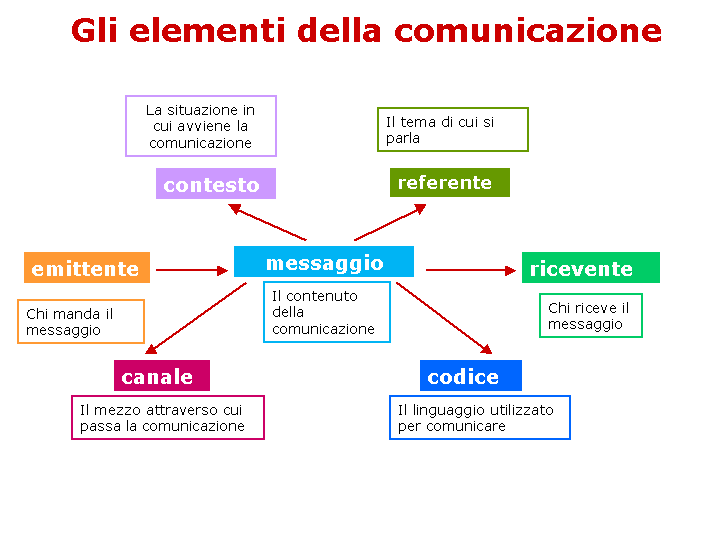 Gli elementi della comunicazione
La situazione in
cui avviene la
comunicazione
Il tema di cui si
parla
contesto
referente
emittente
messaggio
ricevente
Chi manda il
messaggio
Il contenuto
della
comunicazione
Chi riceve il
messaggio
canale
codice
Il mezzo attraverso cui
passa la comunicazione
Il linguaggio utilizzato
per comunicare